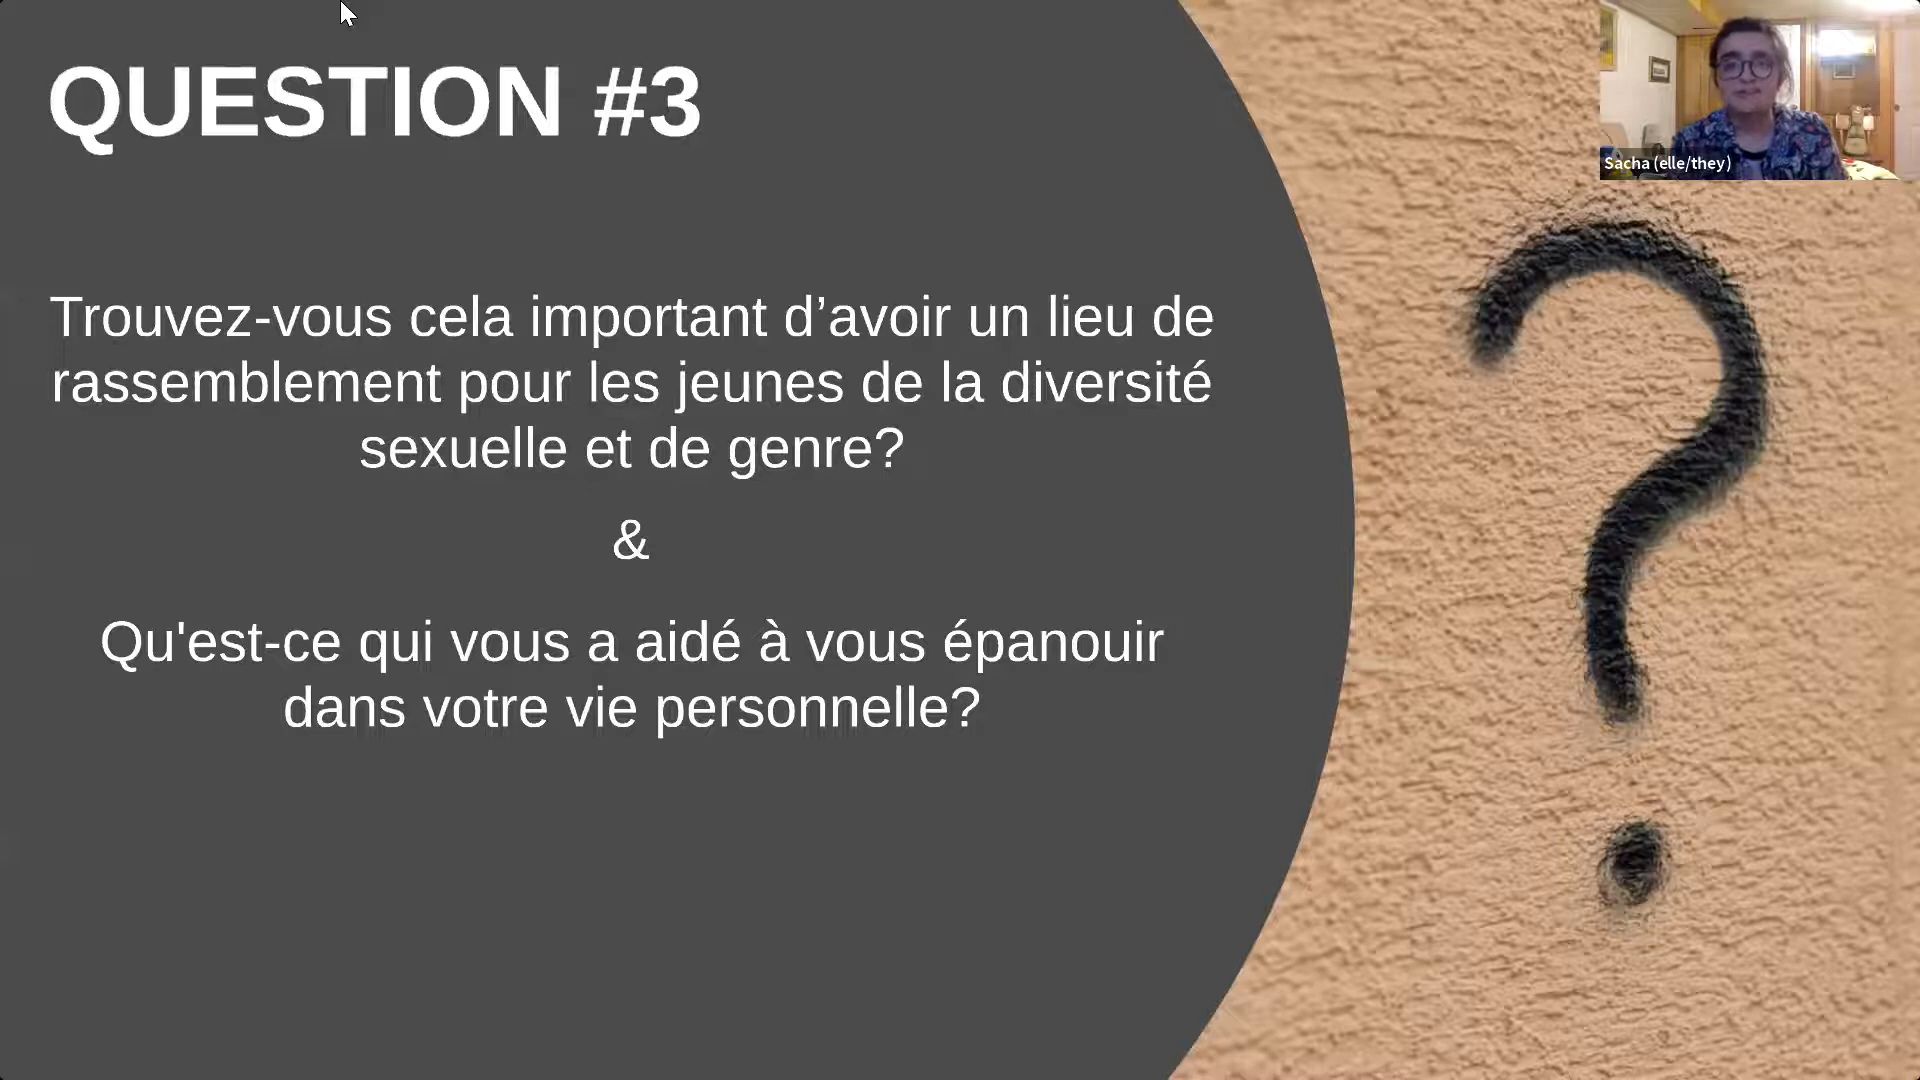 QUESTION #3
Sacha (elle/they)
Trouvez-vous cela important d’avoir un lieu de
rassemblement pour les jeunes de la diversité
sexuelle et de genre?
&
Qu'est-ce qui vous a aidé à vous épanouir
dans votre vie personnelle?